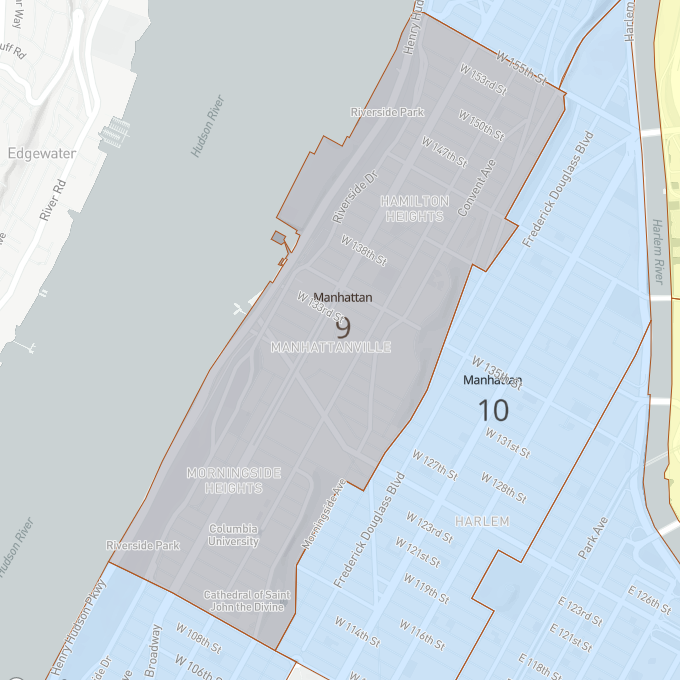 Henry Hud
Harlem
W 155th St
W 153rd St
uff Rd
Riverside Park
W 150th St
Hudson River
W 147th St
Edgewater
River Rd
Riverside Dr
Convent Ave
Frederick Douglass Blvd
HAMILTON
HEIGHTS
W 138th St
Harlem River
Manhattan
W 133rd St
9
MANHATTANVILLE
W 135th St
Manhattan
10
W 131st St
W 127th St
MORNINGSIDE
HEIGHTS
W 128th St
Morningside Ave
Frederick Douglass Blvd
W 123rd St
HARLEM
Park Ave
Columbia
University
Hudson River
Riverside Park
W 121st St
W 119th St
Cathedral of Saint
John the Divine
E 126th St
E 123rd St
Henry Hudson Pkwy
W 108th St
W 114th St
W 116th St
E 121st St
E 118th St
Broadway
W 106th St